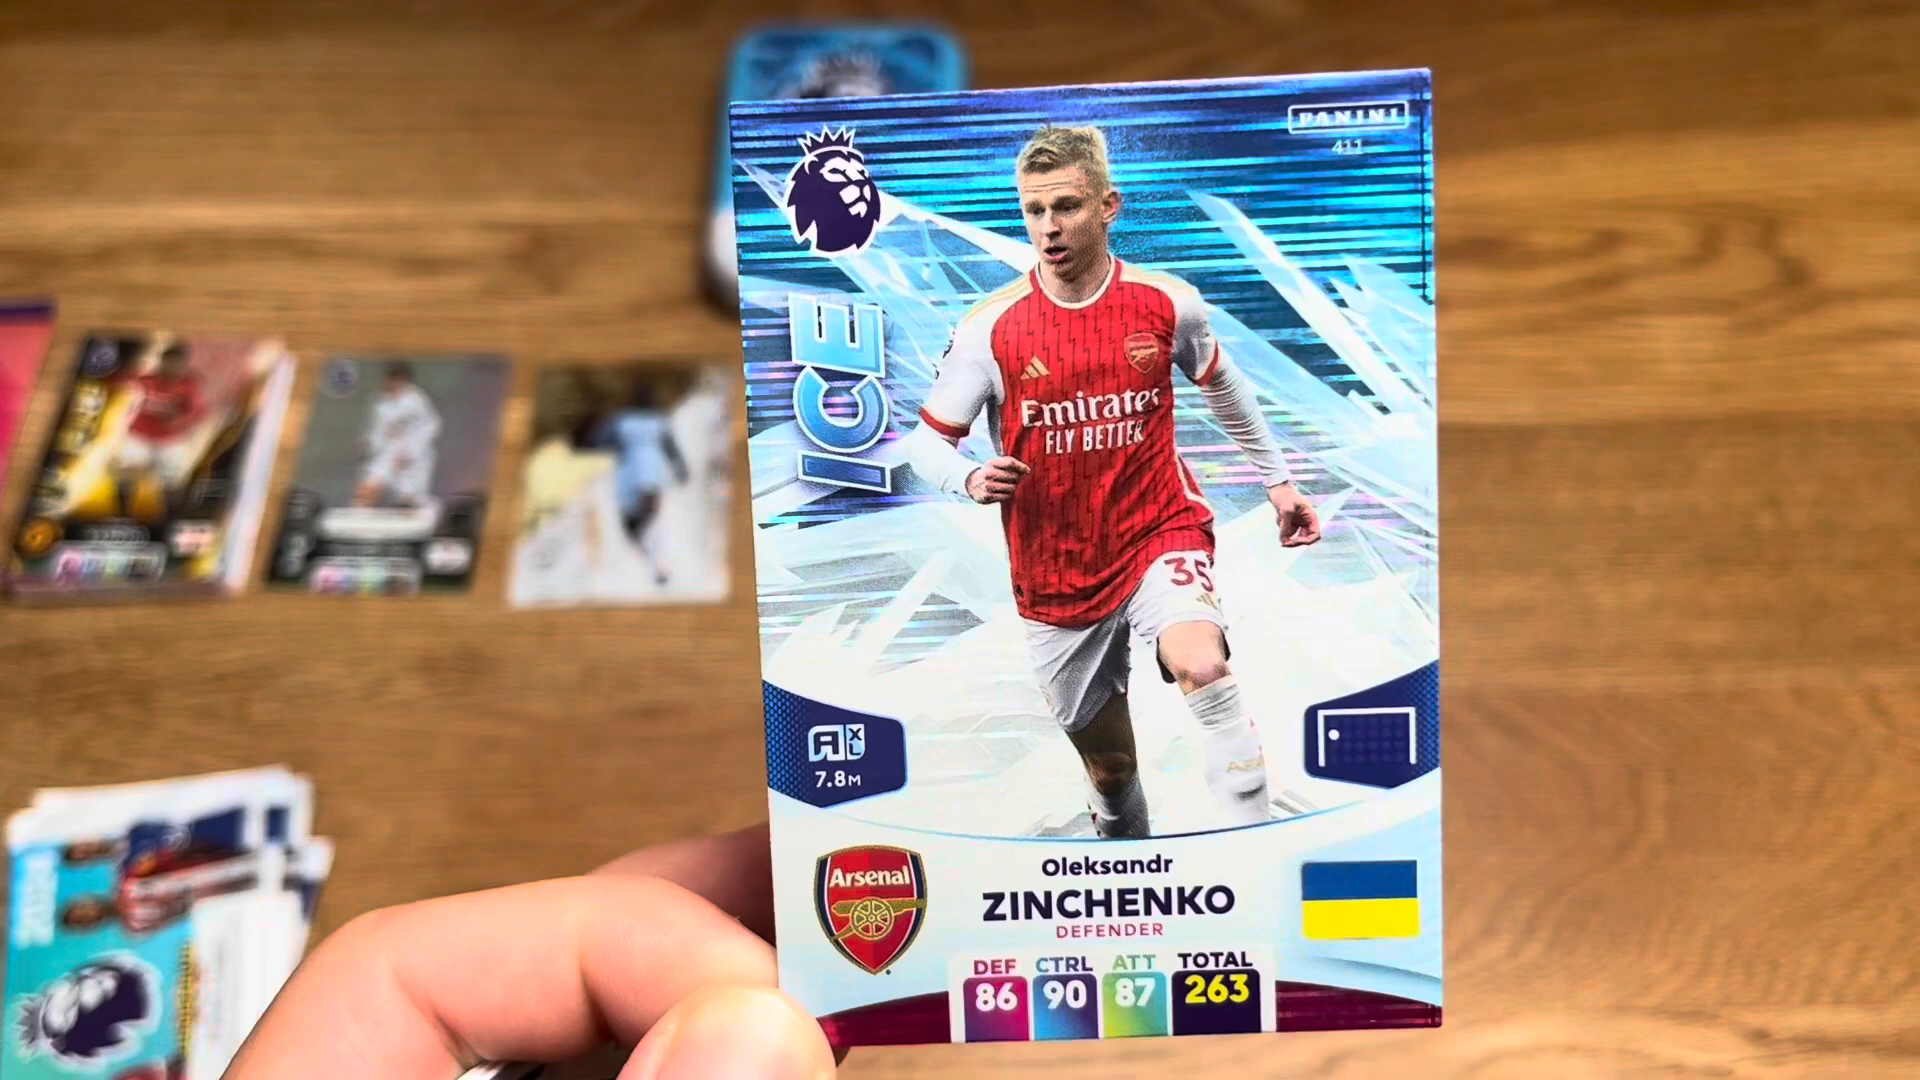 PANINI
411
ICE
Emirates
FLY BETTER
35
A XL
7.8M
Arsenal
Oleksandr
ZINCHENKO
DEFENDER
DEF CTRL ATT TOTAL
86 90 87 263